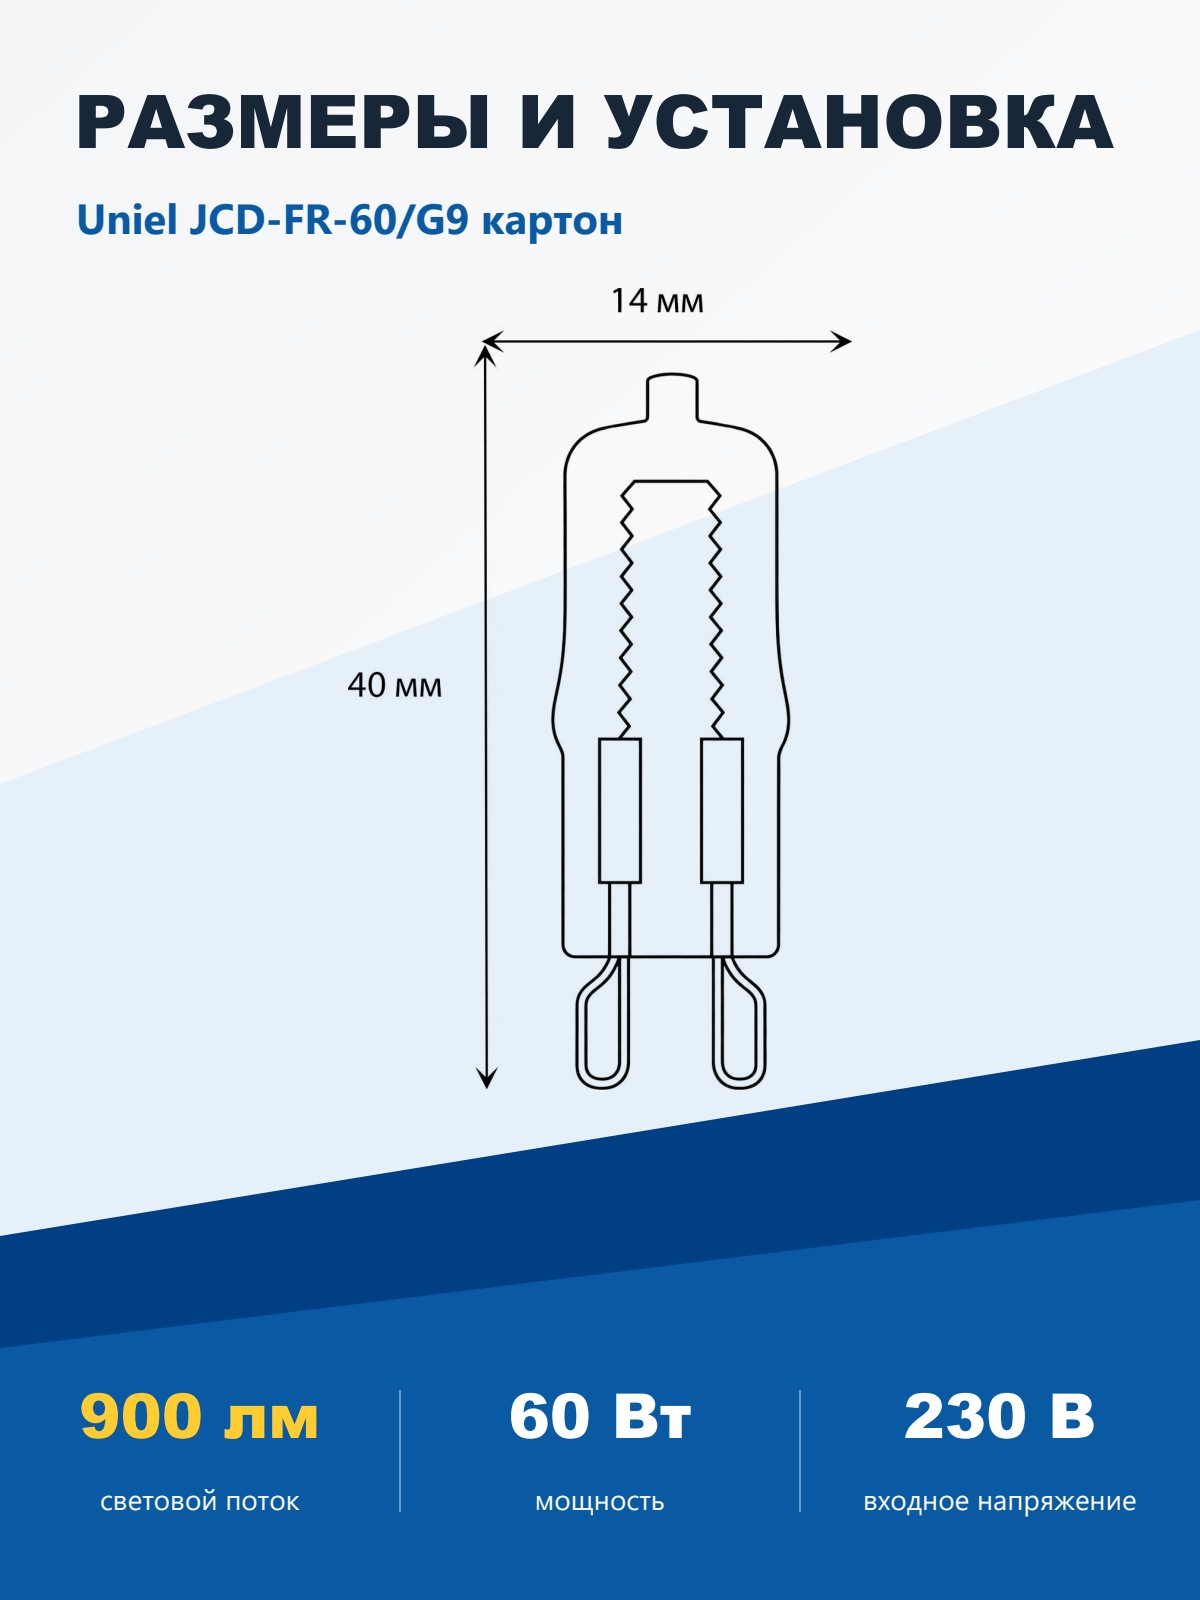 РАЗМЕРЫ И УСТАНОВКА
Uniel JCD-FR-60/G9 картон
14 мм
40 мм
900 лм
световой поток
60 Вт
мощность
230 В
входное напряжение